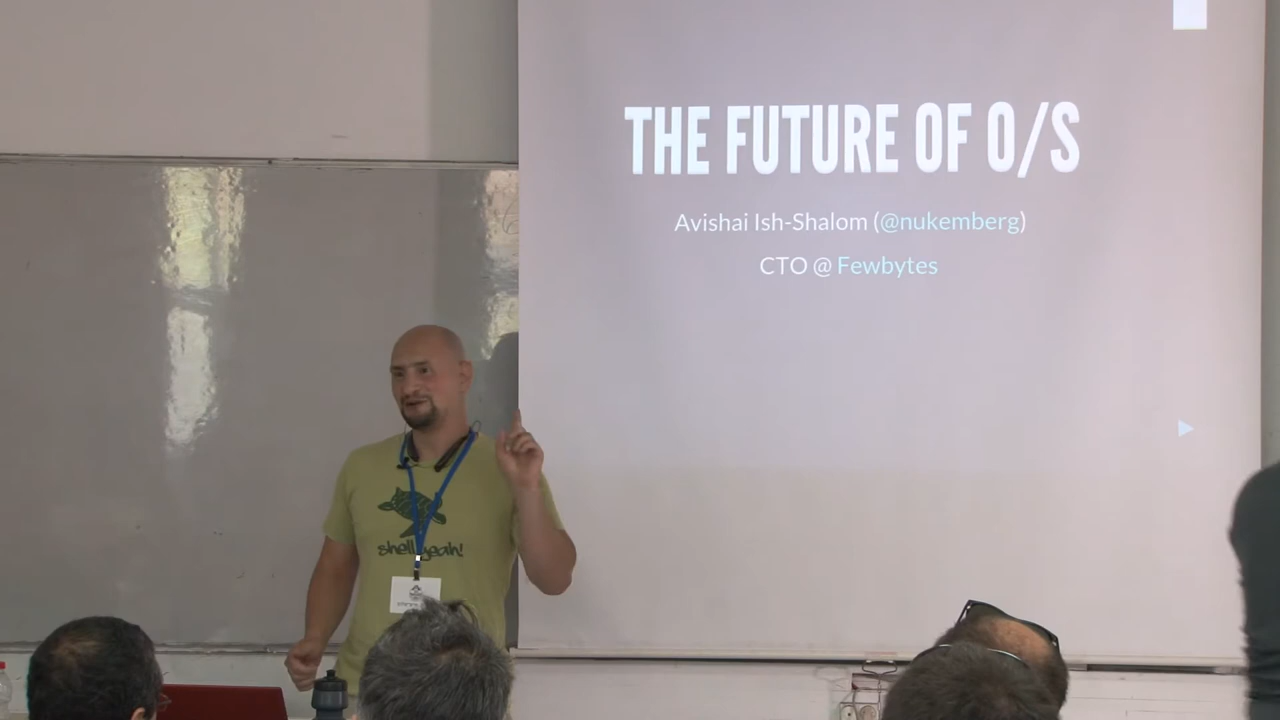 THE FUTURE OF O/S
Avishai Ish-Shalom (@nukemberg)
CTO @ Fewbytes
shell yeah!